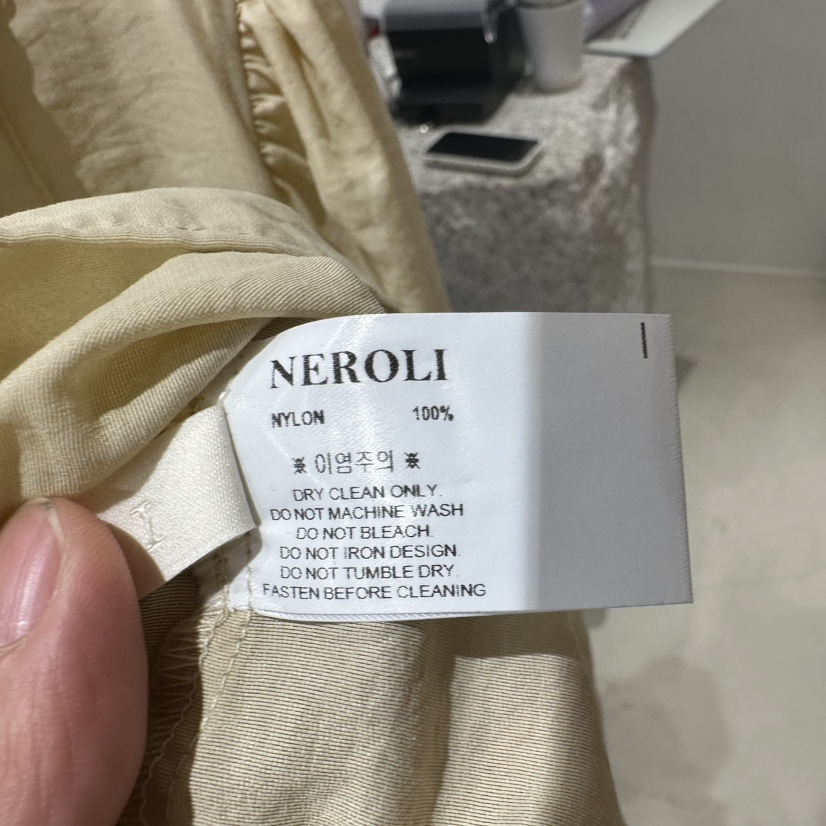 NEROLI
NYLON 100%
※ 이염주의 ※
DRY CLEAN ONLY.
DO NOT MACHINE WASH
DO NOT BLEACH.
DO NOT IRON DESIGN.
DO NOT TUMBLE DRY.
FASTEN BEFORE CLEANING
1